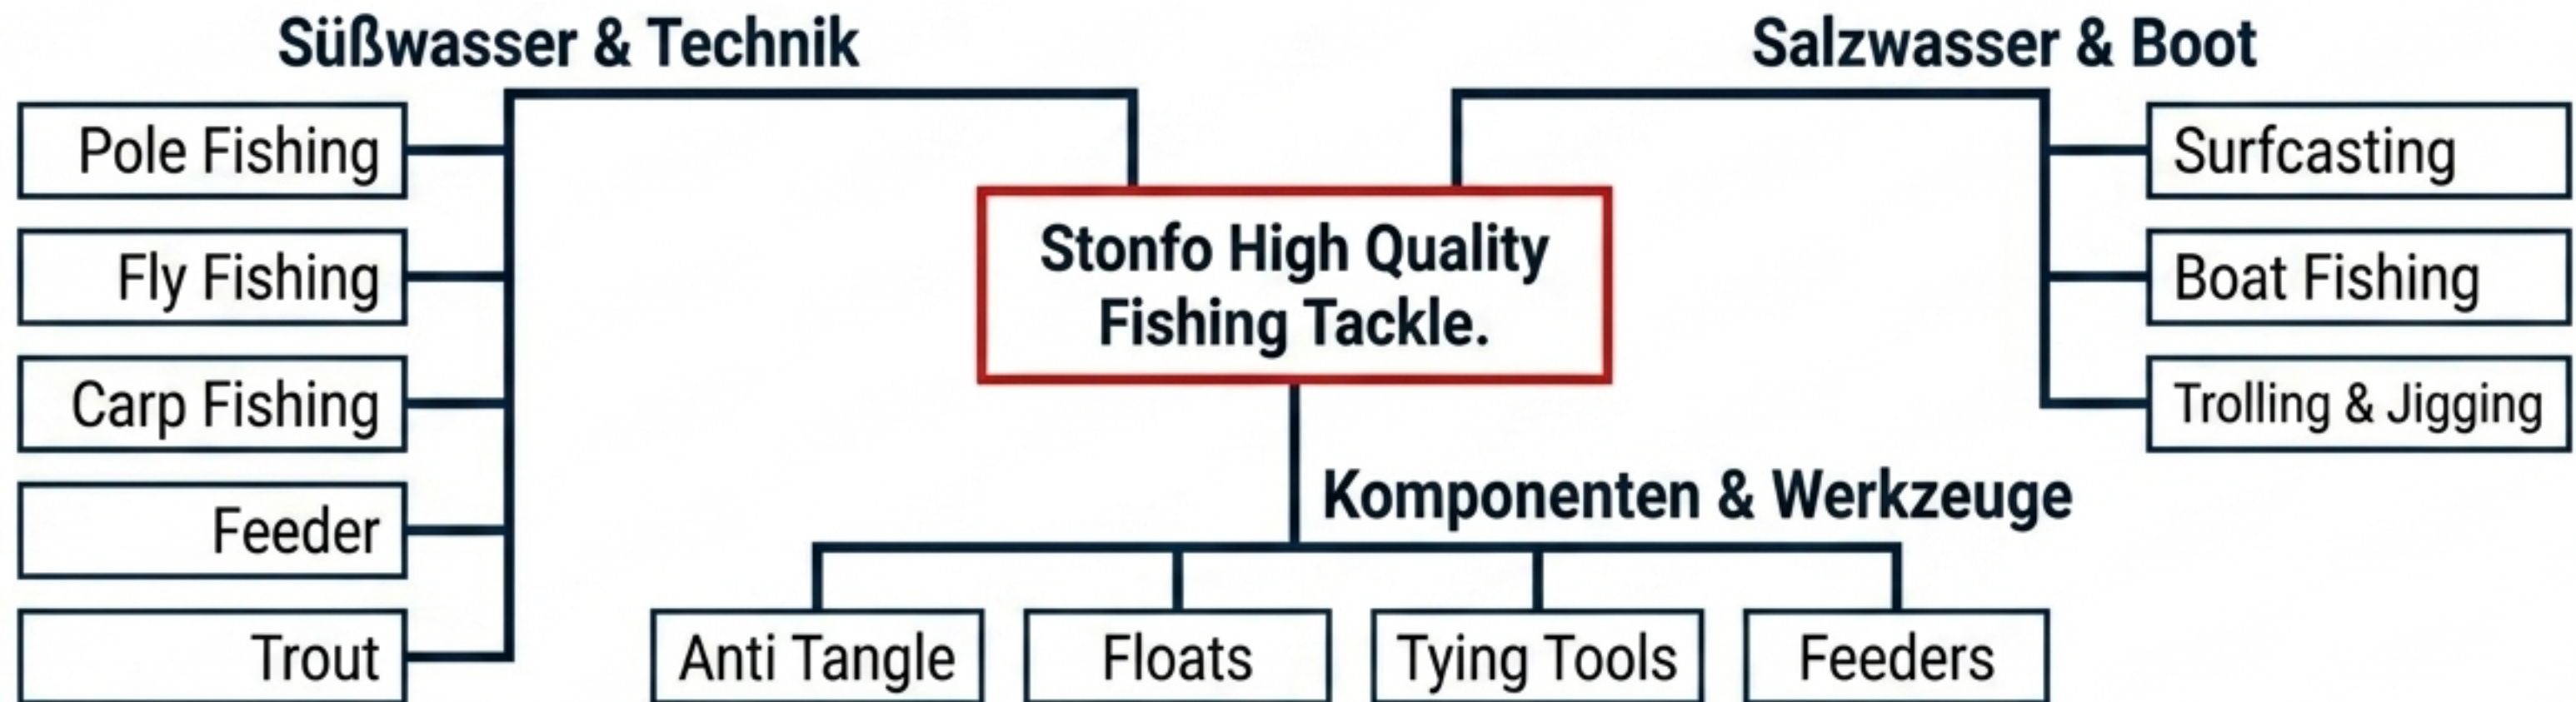 Süßwasser & Technik
Pole Fishing
Fly Fishing
Carp Fishing
Feeder
Trout
Stonfo High Quality
Fishing Tackle.
Salzwasser & Boot
Surfcasting
Boat Fishing
Trolling & Jigging
Komponenten & Werkzeuge
Anti Tangle
Floats
Tying Tools
Feeders